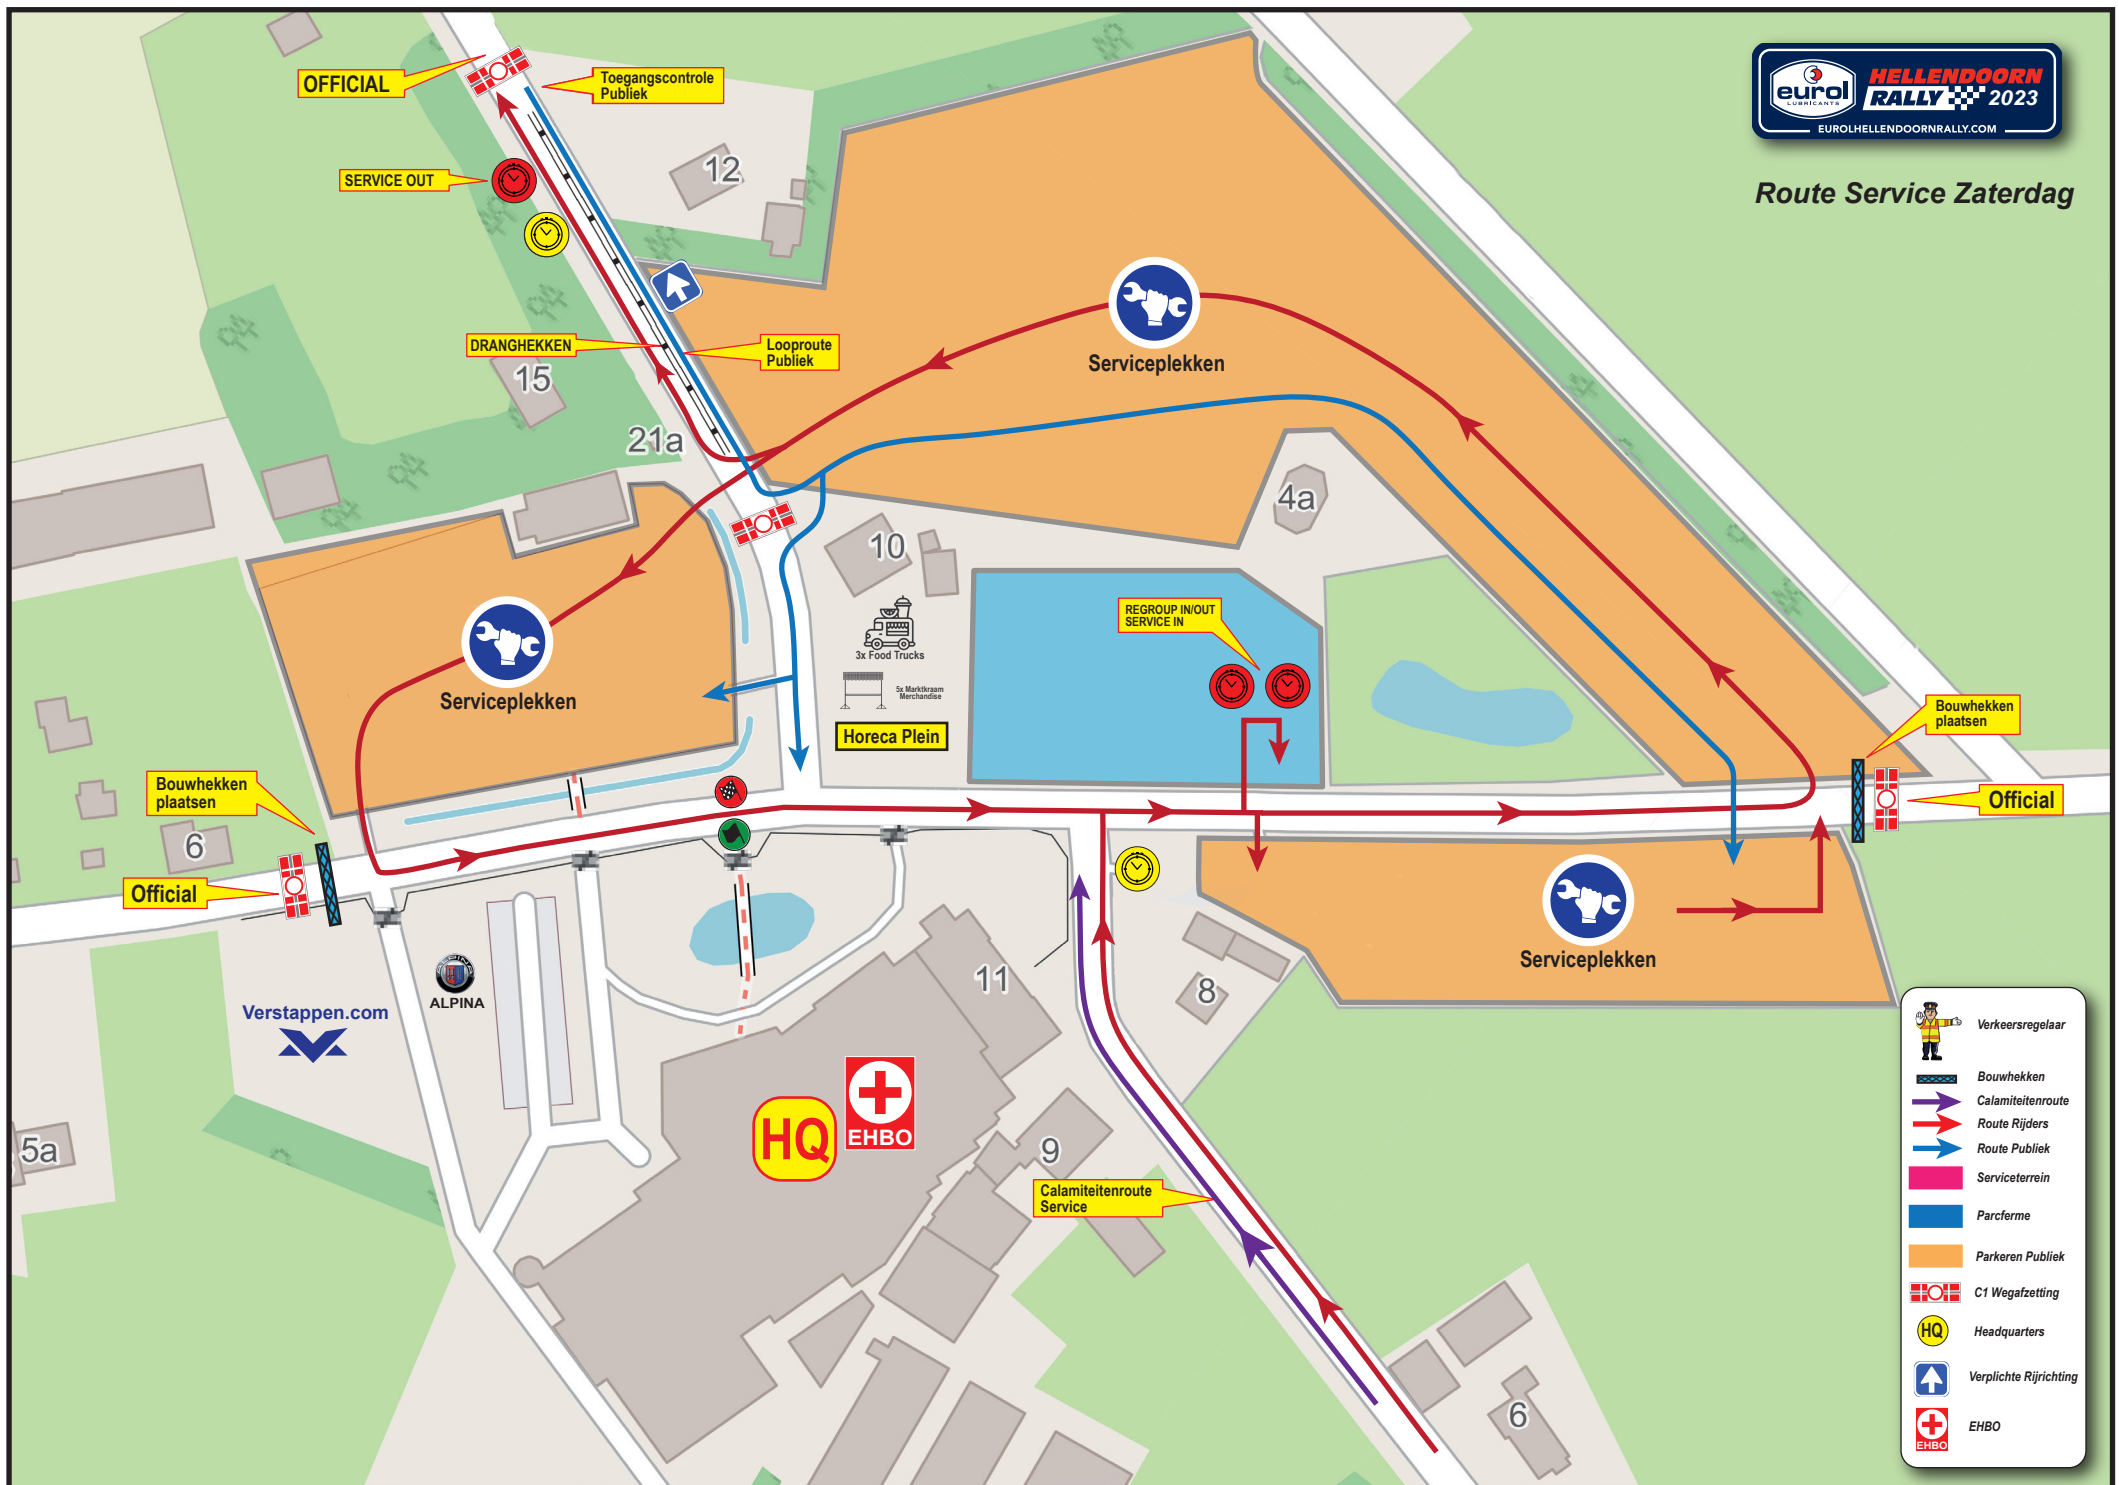 OFFICIAL
Toegangscontrole
Publiek
eurol
LUBRICANTS
HELLENDOORN
RALLY 2023
EUROLHELLENDOORNRALLY.COM
Route Service Zaterdag
SERVICE OUT
12
DRANGHEKKEN
Looproute
Publiek
Serviceplekken
15
21a
4a
10
3x Food Trucks
5x Marktkraam
Merchandise
Horeca Plein
REGROUP IN/OUT
SERVICE IN
Serviceplekken
Bouwhekken
plaatsen
Official
Bouwhekken
plaatsen
6
Official
Serviceplekken
ALPINA
ALPINA
Verstappen.com
11
8
5a
HQ
EHBO
9
Calamiteitenroute
Service
6
Verkeersregelaar
Bouwhekken
Calamiteitenroute
Route Rijders
Route Publiek
Serviceterrein
Parcferme
Parkeren Publiek
C1 Wegafzetting
HQ
Headquarters
Verplichte Rijrichting
EHBO
EHBO